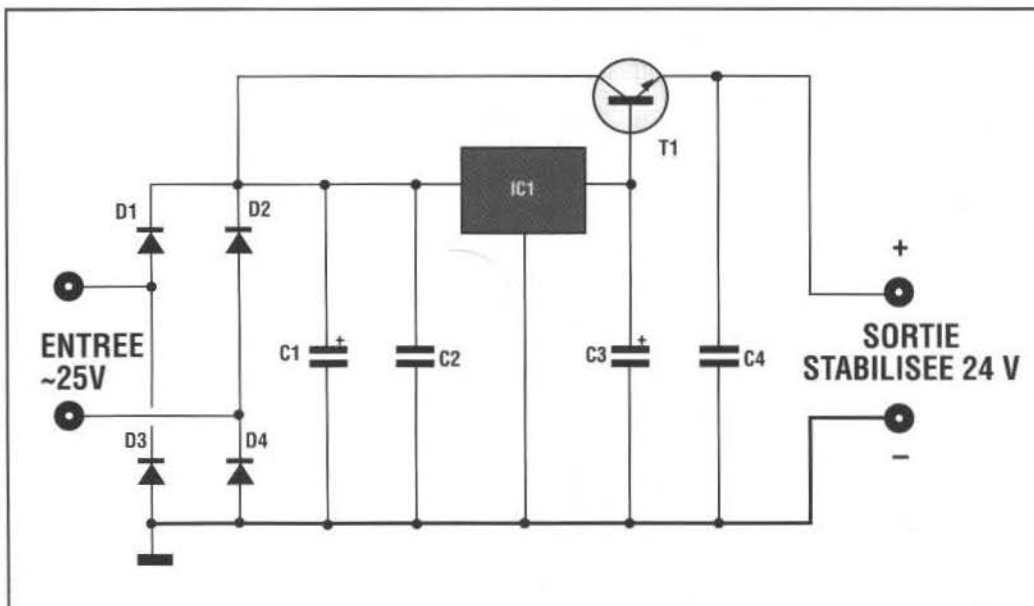 T1
IC1
D1
D2
+
ENTREE
~25V
C1
+
C2
C3
+
C4
SORTIE
STABILISEE 24 V
D3
D4
–